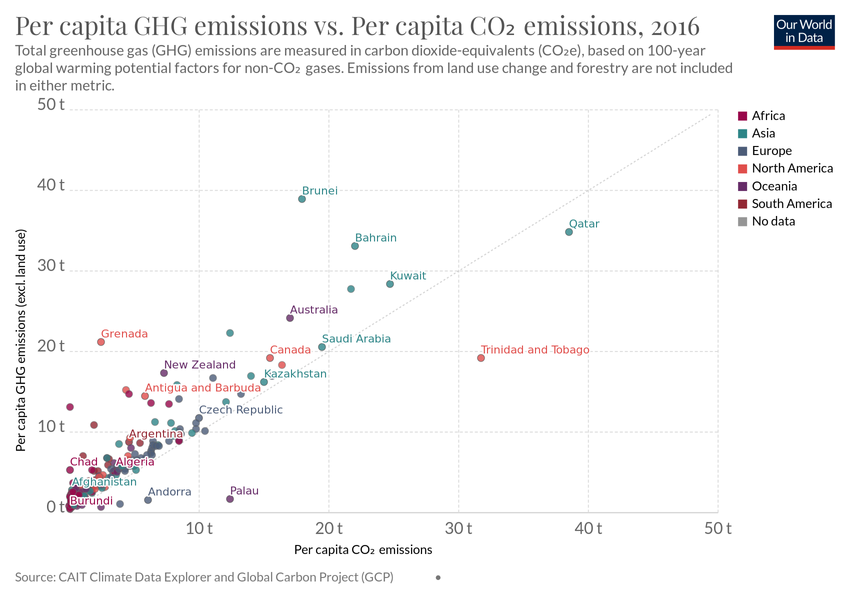 Per capita GHG emissions vs. Per capita CO₂ emissions, 2016
Our World
in Data
Total greenhouse gas (GHG) emissions are measured in carbon dioxide-equivalents (CO₂e), based on 100-year
global warming potential factors for non-CO₂ gases. Emissions from land use change and forestry are not included
in either metric.
50 t
Africa
Asia
Europe
North America
Oceania
South America
No data
40 t
Brunei
Qatar
Bahrain
30 t
Kuwait
Australia
Grenada
Saudi Arabia
20 t
Canada
Trinidad and Tobago
New Zealand
Kazakhstan
Antigua and Barbuda
Czech Republic
10 t
Argentina
Chad
Algeria
Afghanistan
Andorra
Palau
Burundi
0 t
10 t
20 t
30 t
40 t
50 t
Per capita GHG emissions (excl. land use)
Per capita CO₂ emissions
Source: CAIT Climate Data Explorer and Global Carbon Project (GCP)